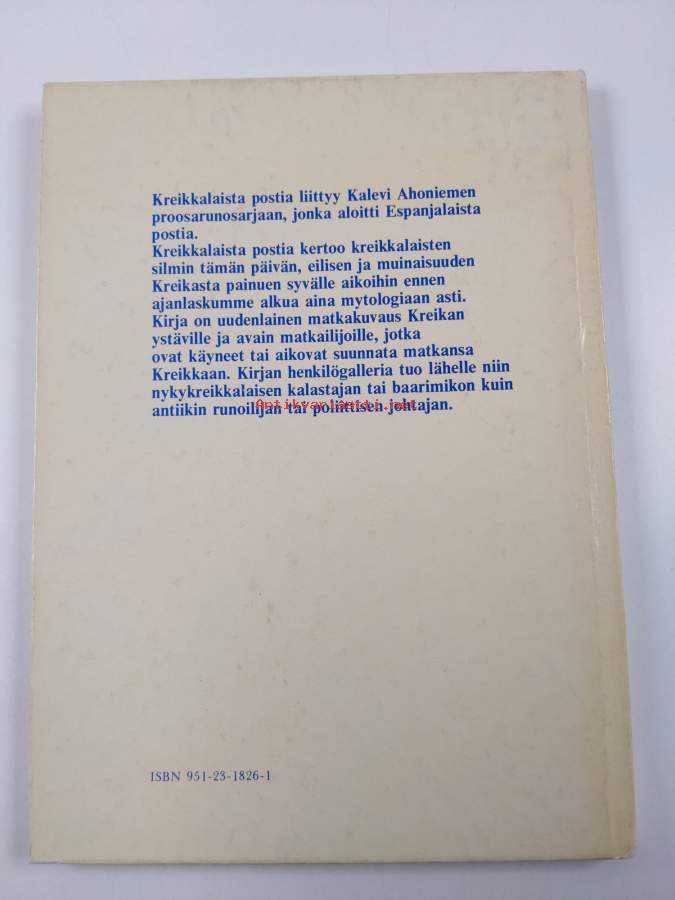 Kreikkalaista postia liittyy Kalevi Ahoniemen
proosarunosarjaan, jonka aloitti Espanjalaista
postia.
Kreikkalaista postia kertoo kreikkalaisten
silmin tämän päivän, eilisen ja muinaisuuden
Kreikasta painuen syvälle aikoihin ennen
ajanlaskumme alkua aina mytologiaan asti.
Kirja on uudenlainen matkakuvaus Kreikan
ystäville ja avain matkailijoille, jotka
ovat käyneet tai aikovat suunnata matkansa
Kreikkaan. Kirjan henkilögalleria tuo lähelle niin
nykykreikkalaisen kalastajan tai baarimikon kuin
antiikin runoilijan tai poliittisen johtajan.
Antikvariaatti.net
ISBN 951-23-1826-1